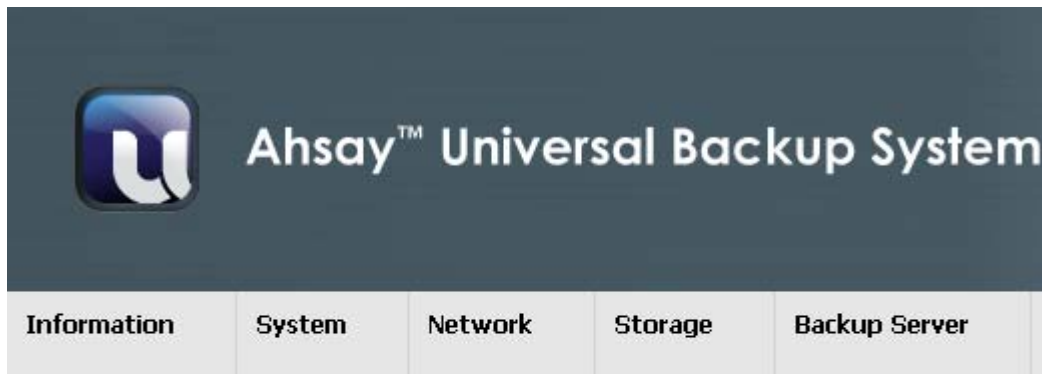 Ahsay™ Universal Backup System
Information System Network Storage Backup Server